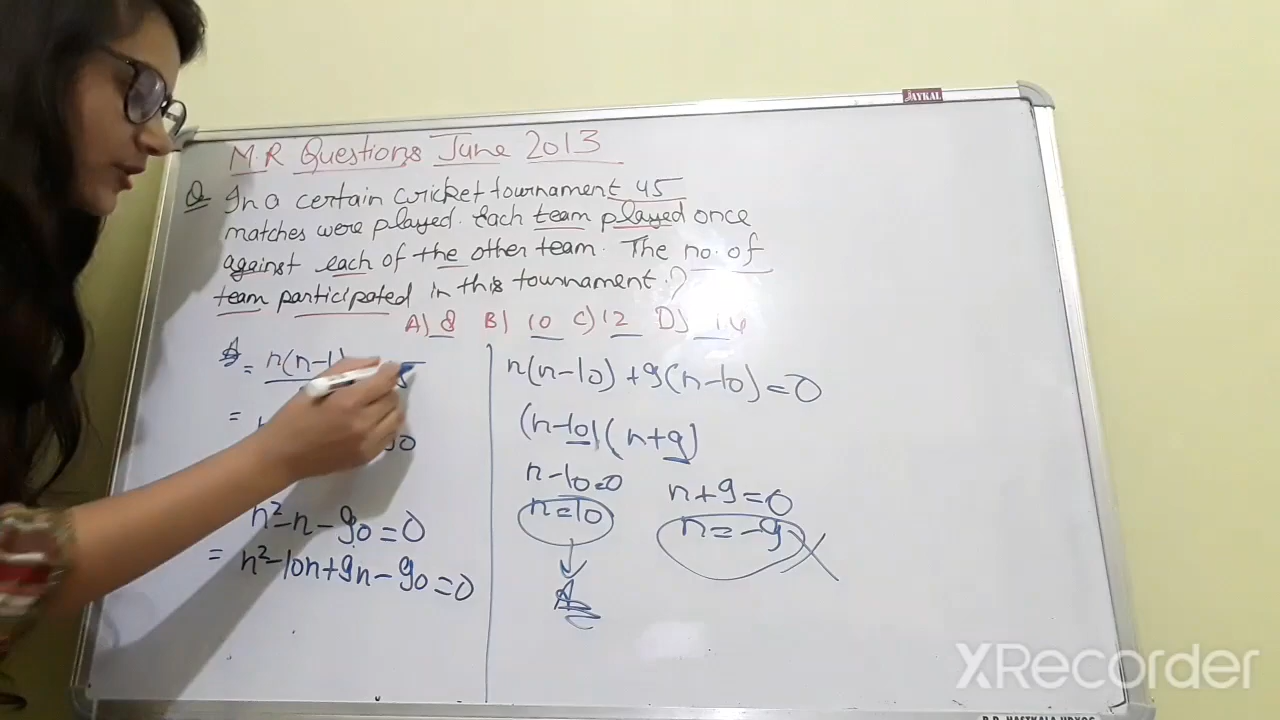 JAYKAL
M.R Questions June 2013
Q In a certain cricket tournament 45
matches were played. Each team played once
against each of the other team. The no. of
team participated in this tournament ?
A) 8 B) 10 C) 12 D) 14
= n(n-1)
=
n²-n-90=0
= n²-10n+9n-90=0
n(n-10)+9(n-10)=0
(n-10)(n+9)
n-10=0
n=10
n+9=0
n=-9
XRecorder